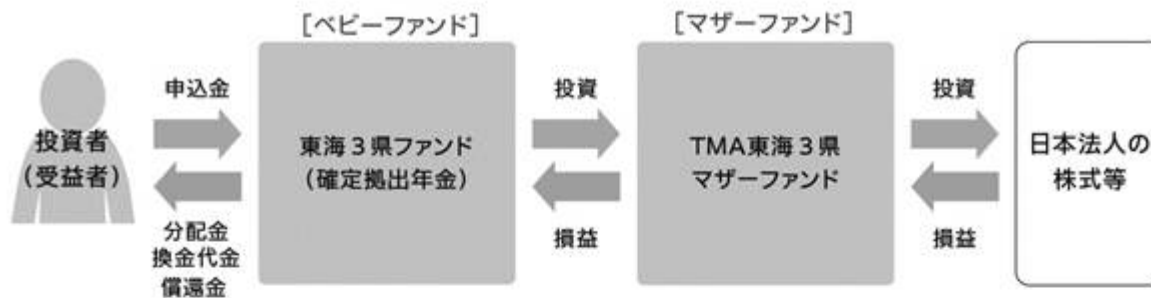 [ベビーファンド]
[マザーファンド]
申込金
投資者
(受益者)
分配金
換金代金
償還金
東海3県ファンド
(確定拠出年金)
投資
損益
TMA東海3県
マザーファンド
投資
損益
日本法人の
株式等